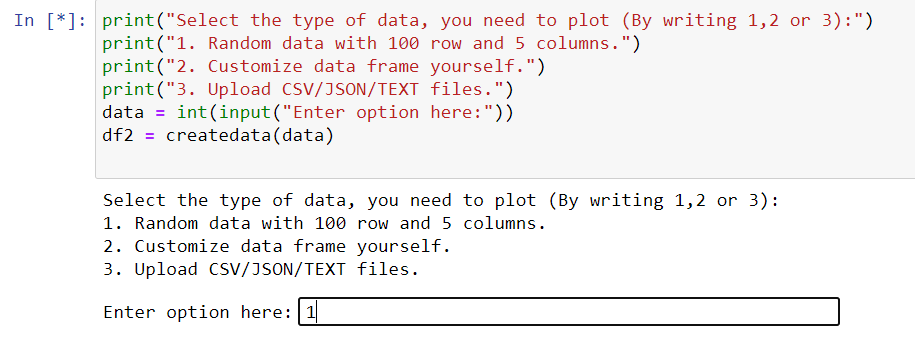 In [*]: print("Select the type of data, you need to plot (By writing 1,2 or 3):")
print("1. Random data with 100 row and 5 columns.")
print("2. Customize data frame yourself.")
print("3. Upload CSV/JSON/TEXT files.")
data = int(input("Enter option here:"))
df2 = createdata(data)
Select the type of data, you need to plot (By writing 1,2 or 3):
1. Random data with 100 row and 5 columns.
2. Customize data frame yourself.
3. Upload CSV/JSON/TEXT files.
Enter option here: 1